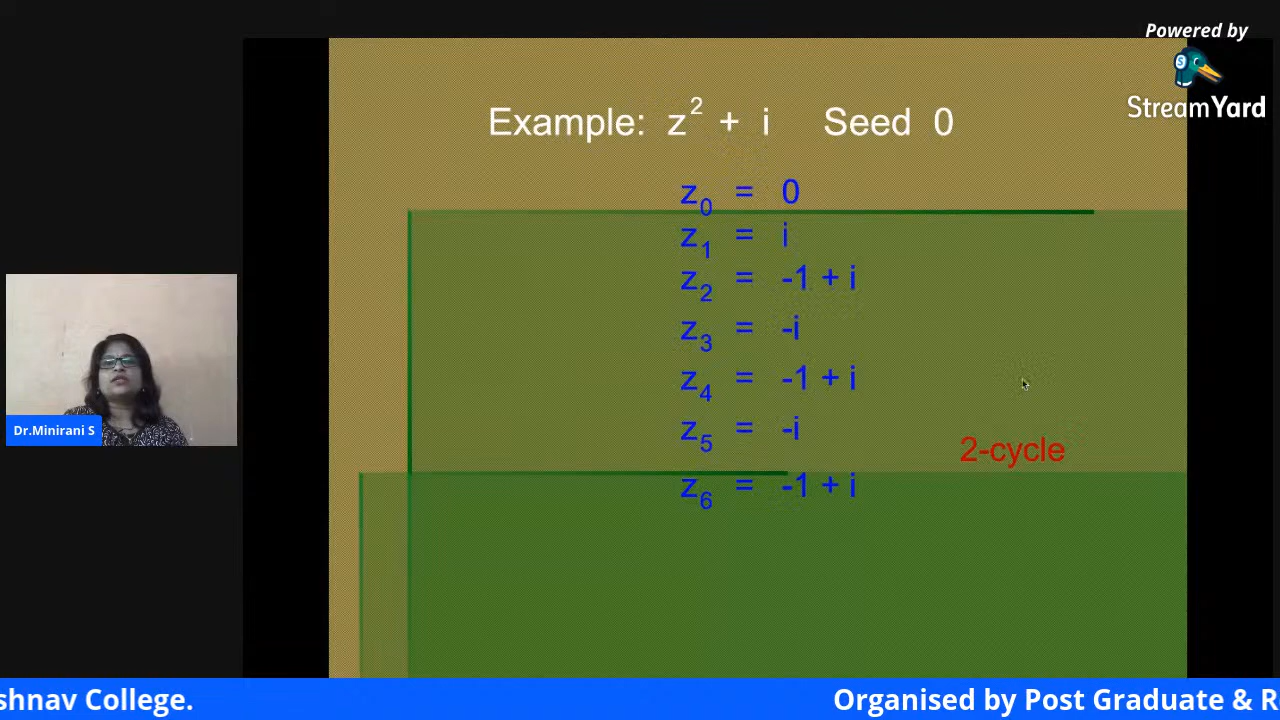 Powered by
StreamYard
Example: z² + i Seed 0
z₀ = 0
z₁ = i
z₂ = -1 + i
z₃ = -i
z₄ = -1 + i
z₅ = -i
2-cycle
z₆ = -1 + i
Dr.Minirani S
shnav College.
Organised by Post Graduate & R